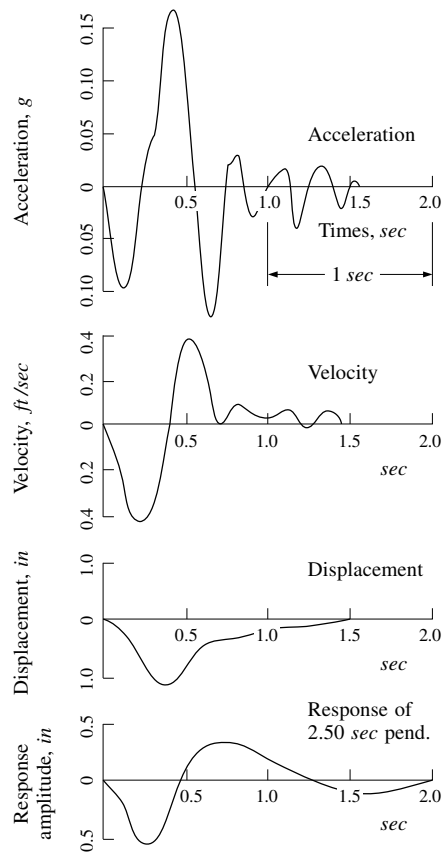 Acceleration, g
0.15
0.10
0.05
0
0.05
0.10
Acceleration
0.5
1.0
1.5
2.0
Times, sec
1 sec
Velocity, ft/sec
0.4
0.2
0
0.2
0.4
Velocity
0.5
1.0
1.5
2.0
sec
Displacement, in
1.0
0
1.0
Displacement
0.5
1.0
1.5
2.0
sec
Response
amplitude, in
0.5
0
0.5
Response of
2.50 sec pend.
0.5
1.0
1.5
2.0
sec